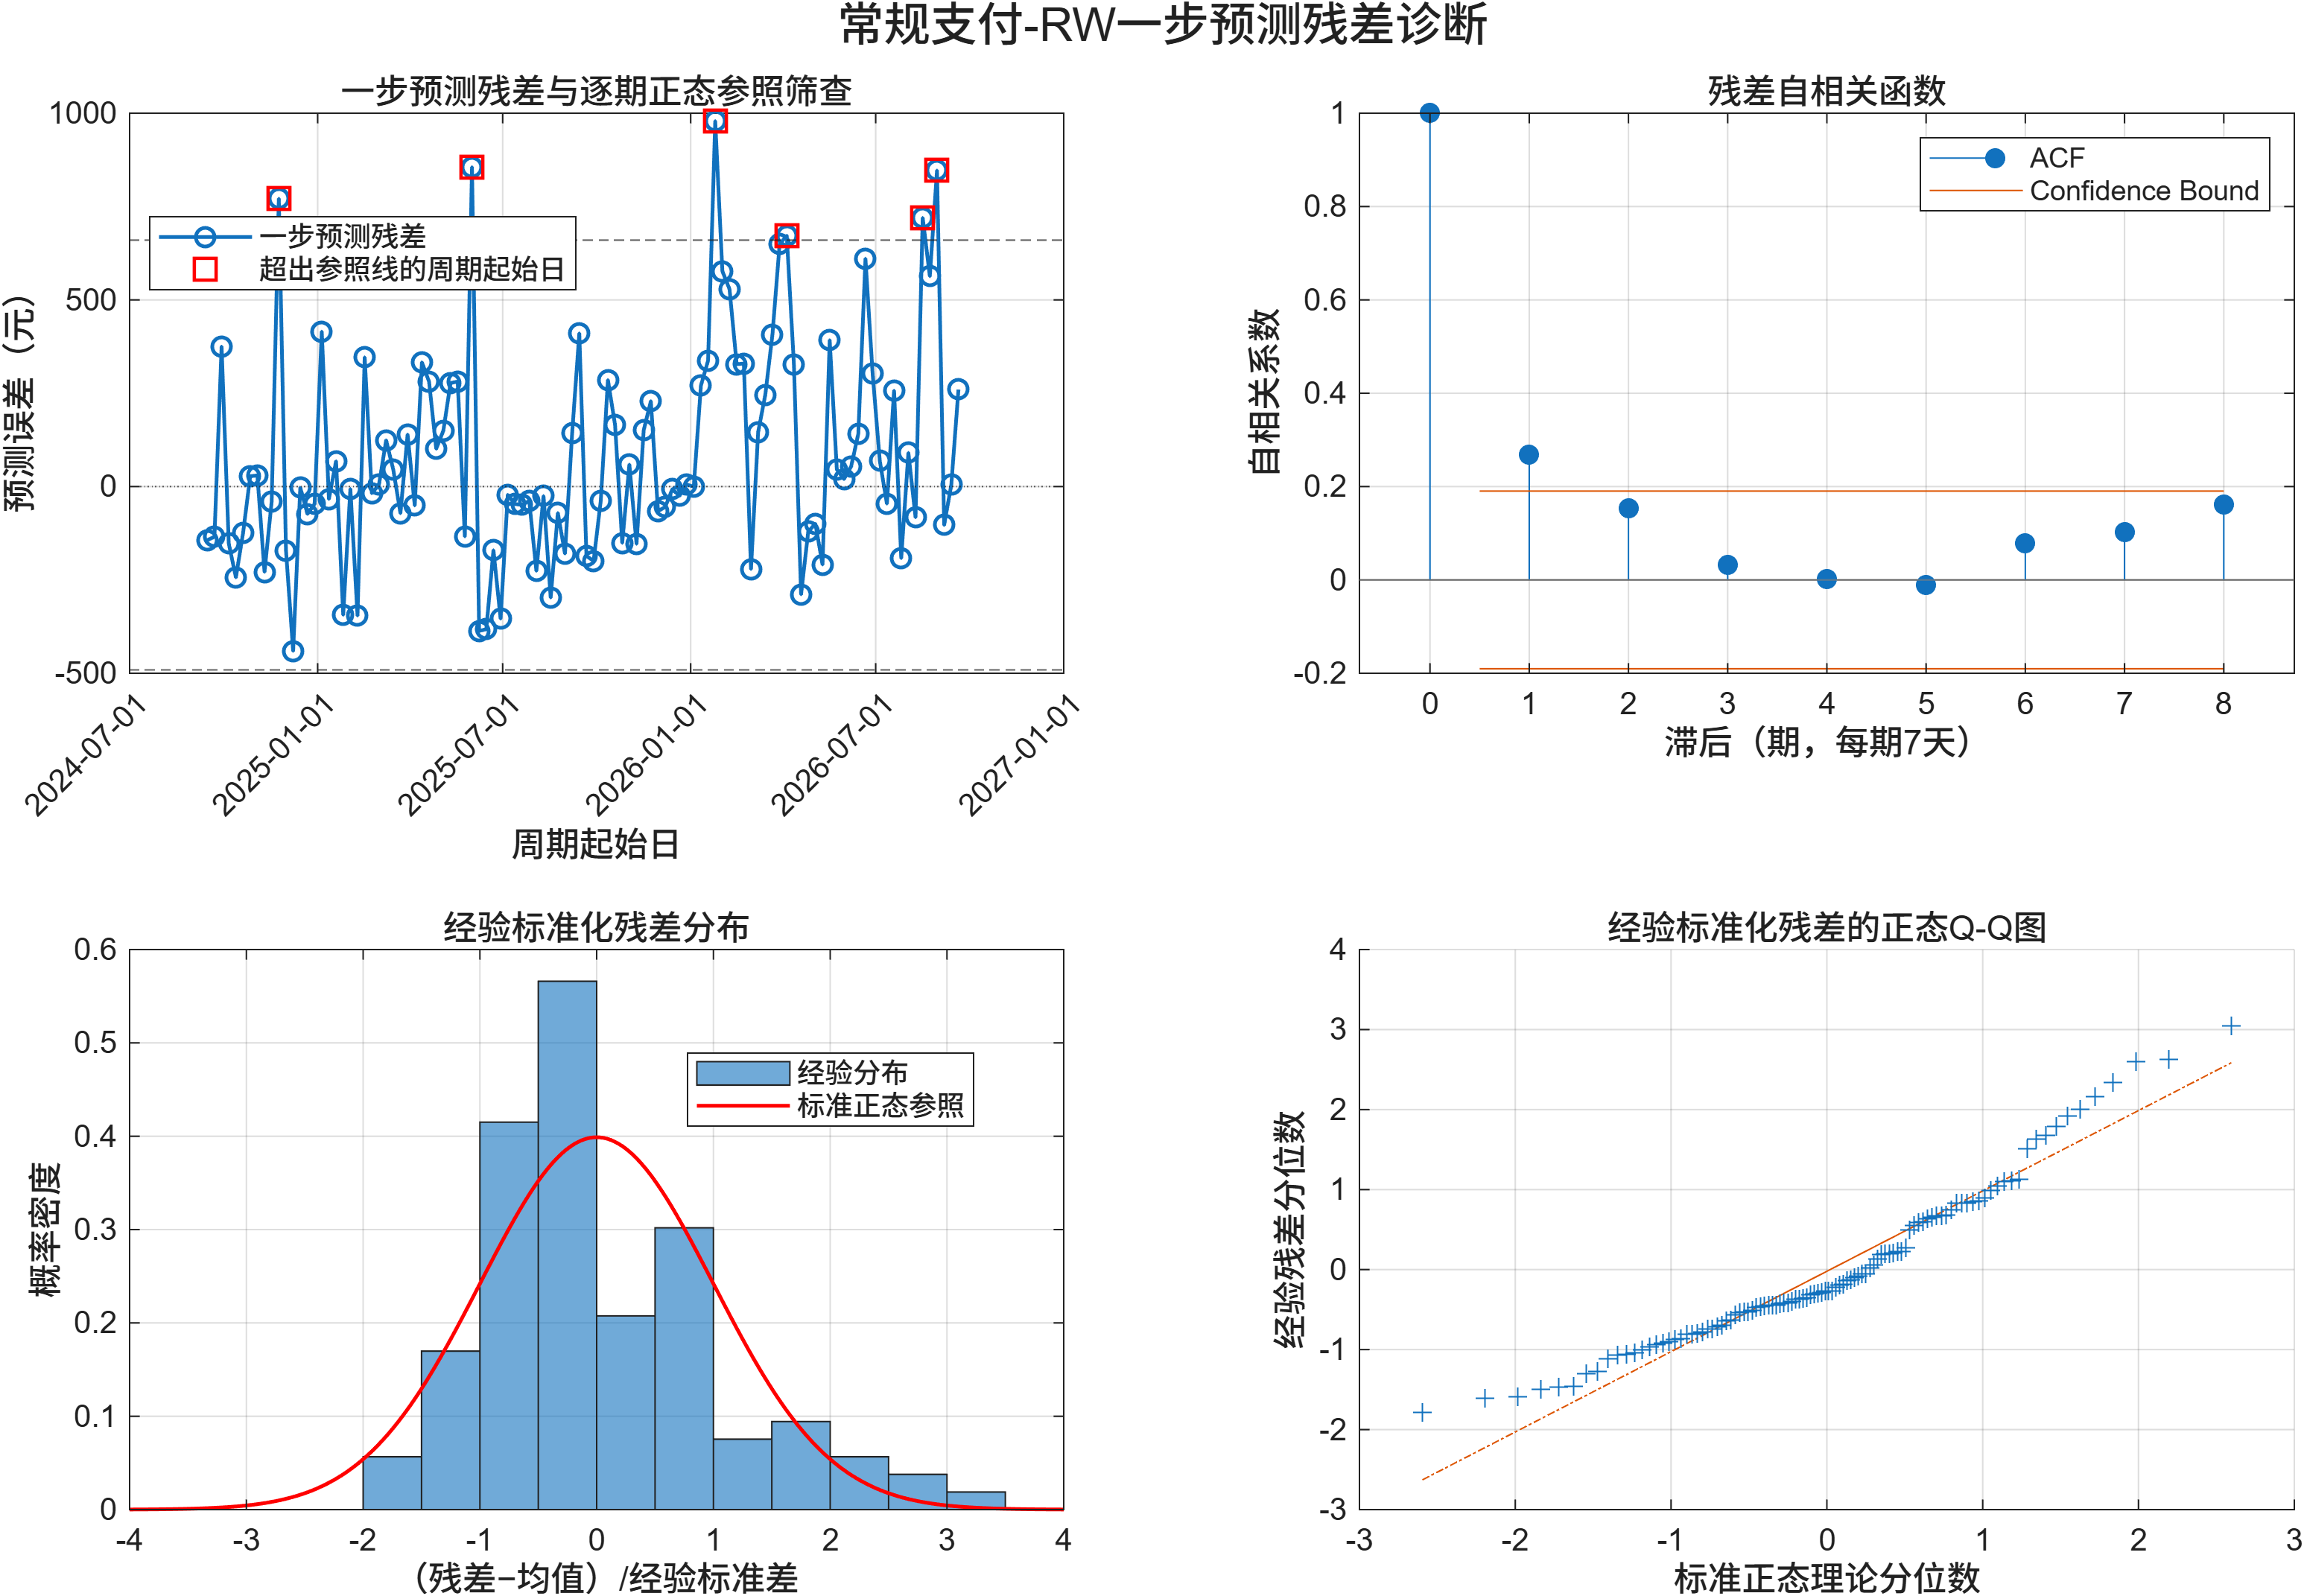 常规支付-RW一步预测残差诊断
一步预测残差与逐期正态参照筛查
1000
500
0
-500
预测误差（元）
一步预测残差
超出参照线的周期起始日
2024-07-01
2025-01-01
2025-07-01
2026-01-01
2026-07-01
2027-01-01
周期起始日
残差自相关函数
1
0.8
0.6
0.4
0.2
0
-0.2
自相关系数
ACF
Confidence Bound
0 1 2 3 4 5 6 7 8
滞后（期，每期7天）
经验标准化残差分布
0.6
0.5
0.4
0.3
0.2
0.1
0
概率密度
经验分布
标准正态参照
-4 -3 -2 -1 0 1 2 3 4
（残差−均值）/经验标准差
经验标准化残差的正态Q-Q图
4
3
2
1
0
-1
-2
-3
经验残差分位数
-3 -2 -1 0 1 2 3
标准正态理论分位数